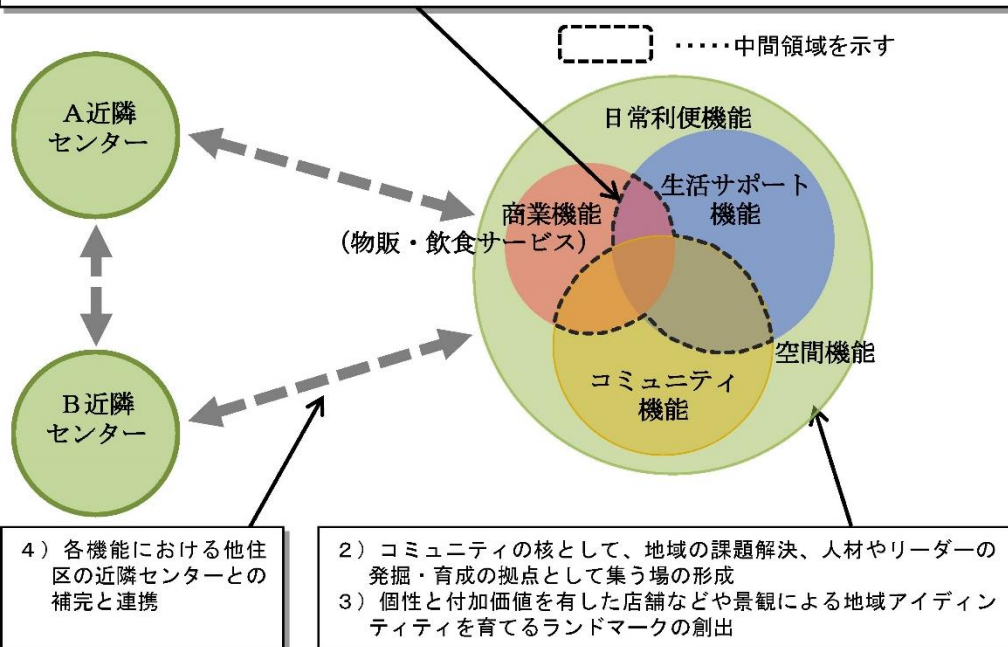 ‥‥‥中間領域を示す
A近隣
センター
日常利便機能
生活サポート
機能
商業機能
(物販・飲食サービス)
B近隣
センター
空間機能
コミュニティ
機能
4)各機能における他住
区の近隣センターとの
補完と連携
2)コミュニティの核として、地域の課題解決、人材やリーダーの
発掘・育成の拠点として集う場の形成
3)個性と付加価値を有した店舗などや景観による地域アイディン
ティティを育てるランドマークの創出